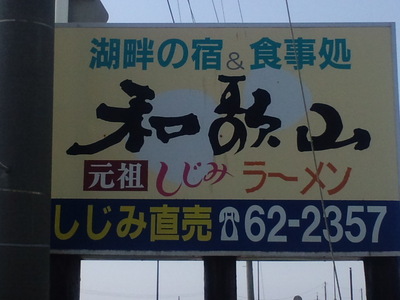 湖畔の宿&食事処
和歌山
元祖 しじみラーメン
しじみ直売☎62-2357